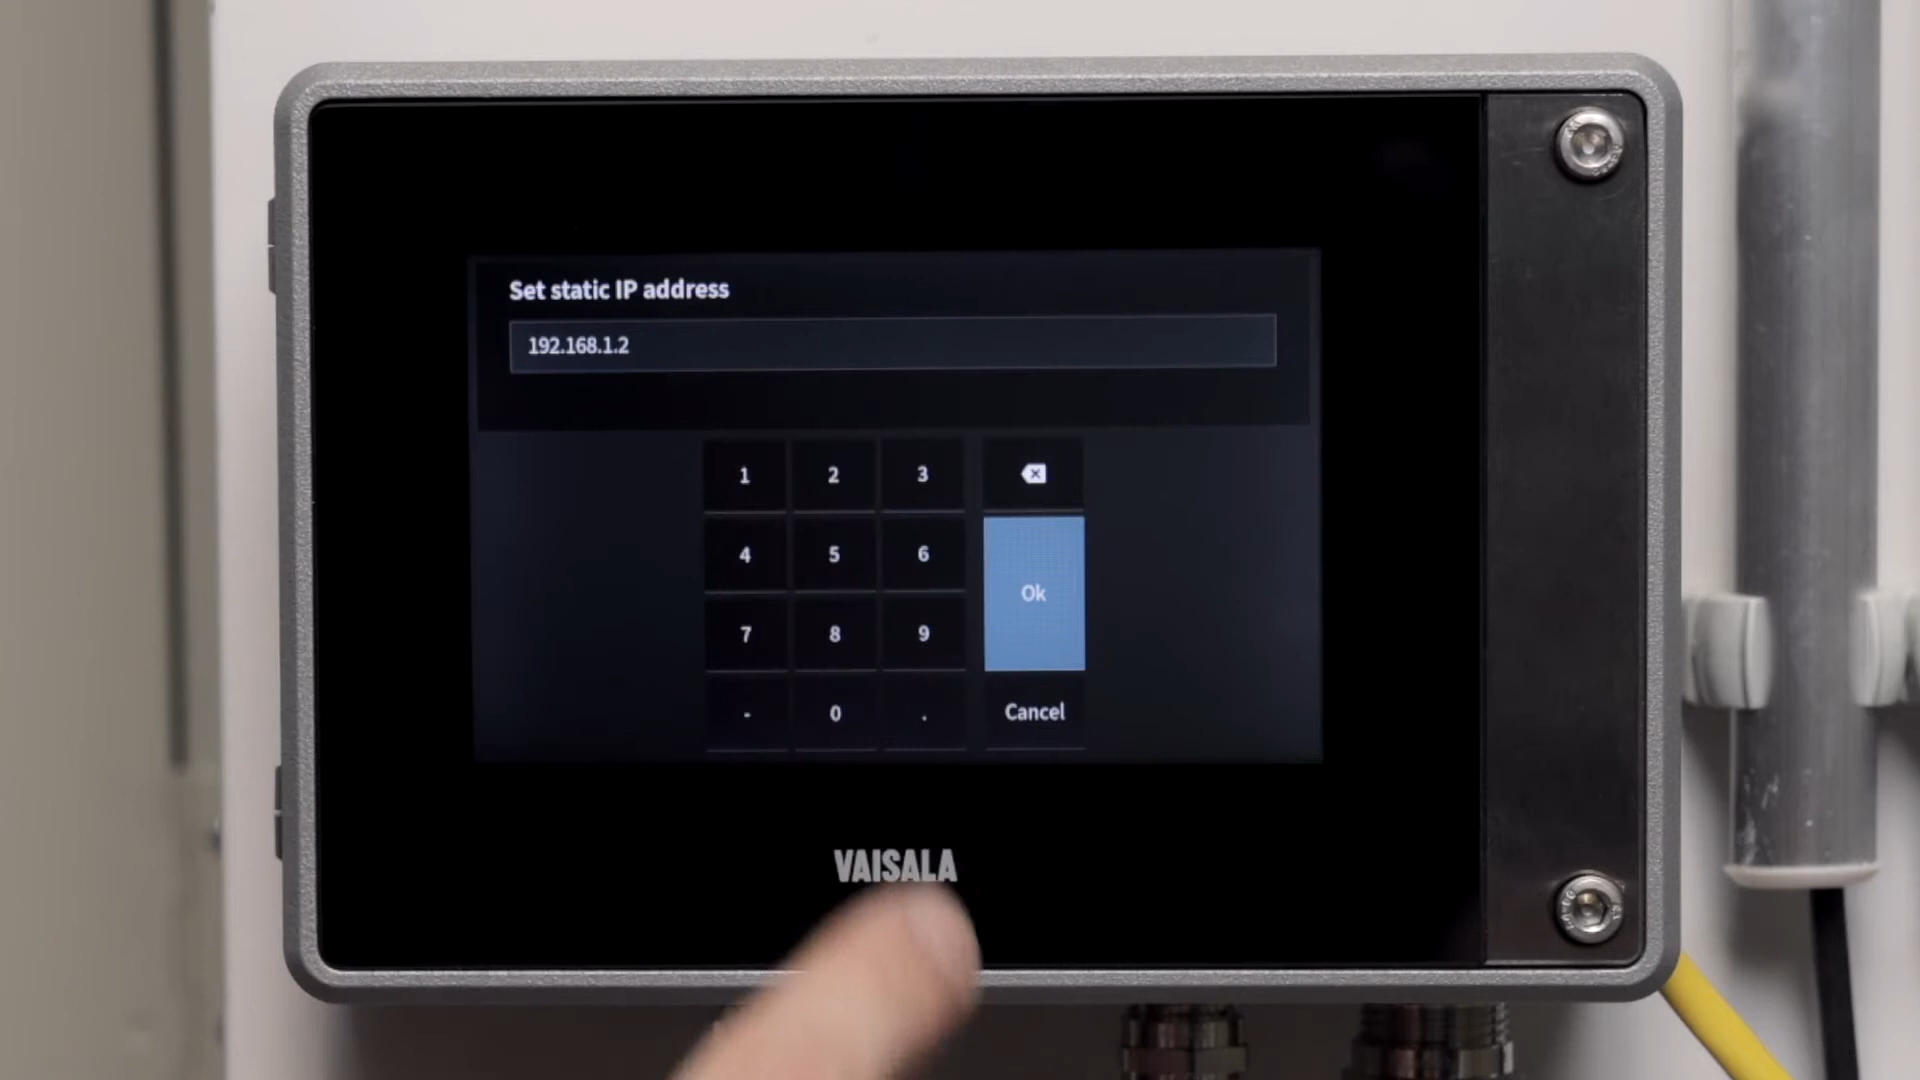 Set static IP address
192.168.1.2
1 2 3
4 5 6 Ok
7 8 9
- 0 . Cancel
VAISALA